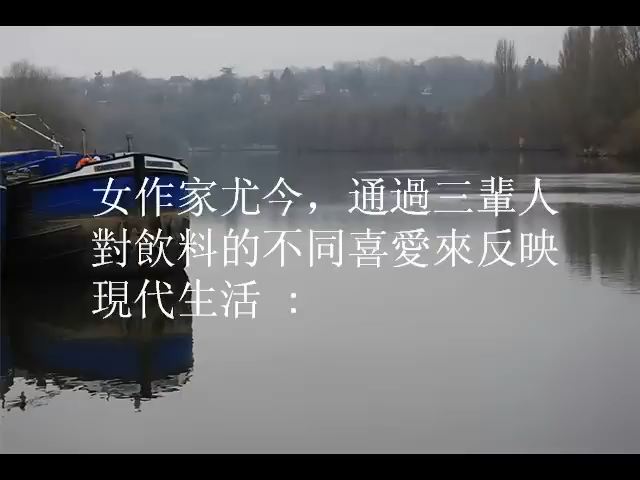 女作家尤今，通過三輩人
對飲料的不同喜愛來反映
現代生活 ：